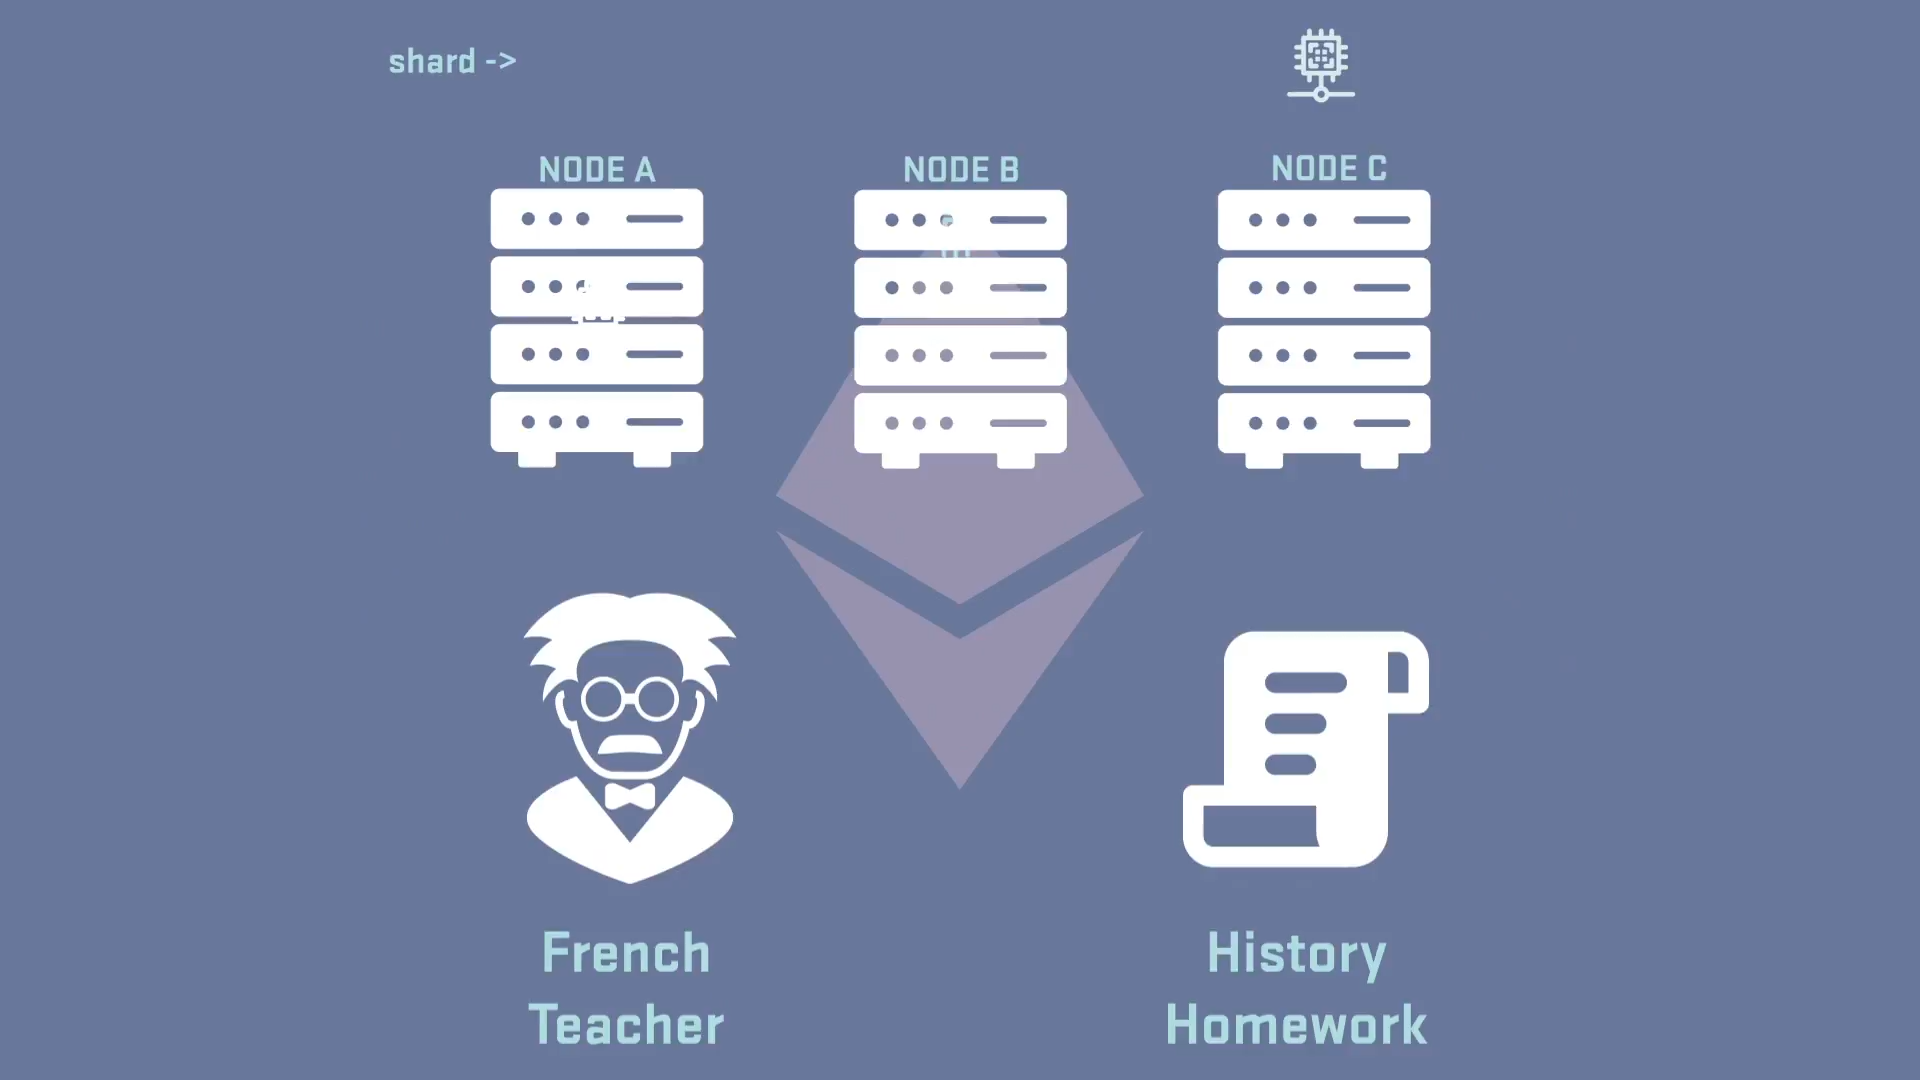 shard ->
NODE A
NODE B
NODE C
French
Teacher
History
Homework